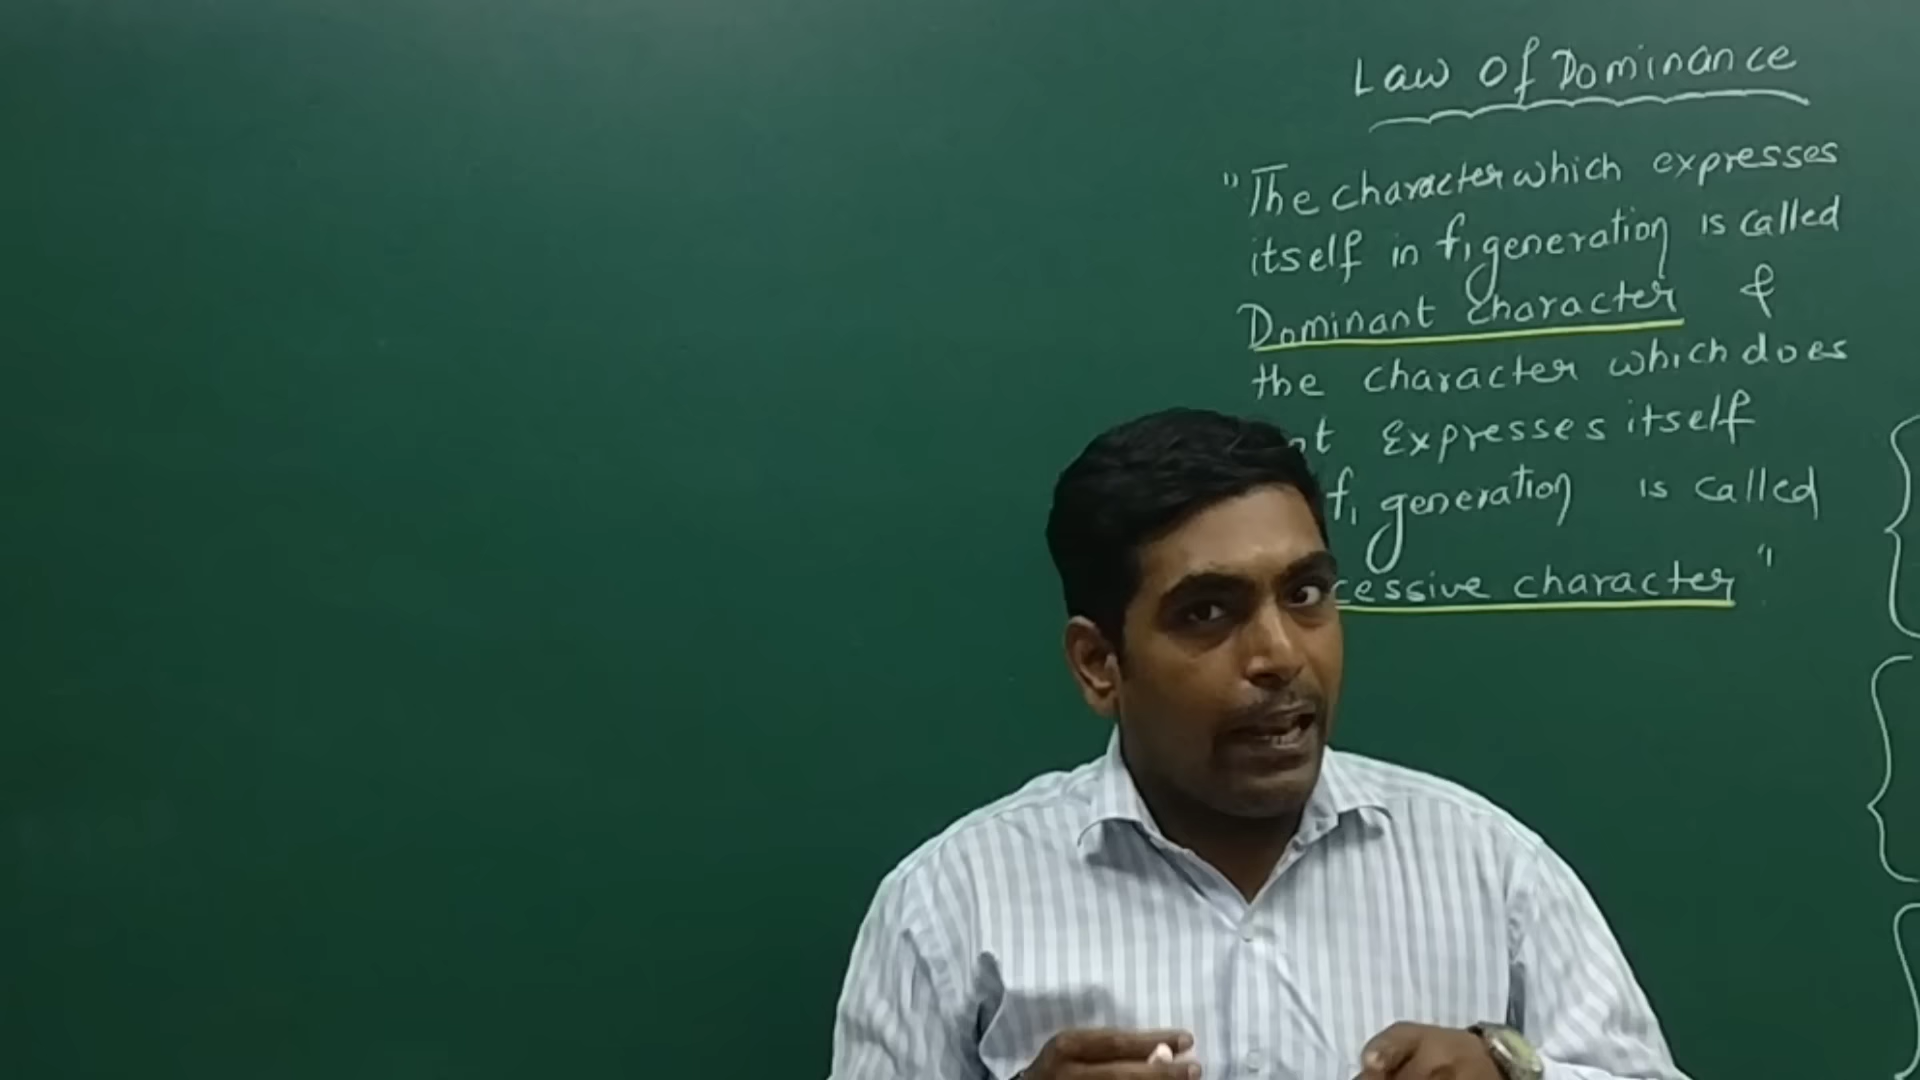 Law Of Dominance
"The character which expresses
itself in f₁ generation is called
Dominant character &
the character which does
Expresses itself
f₁ generation is called
character"